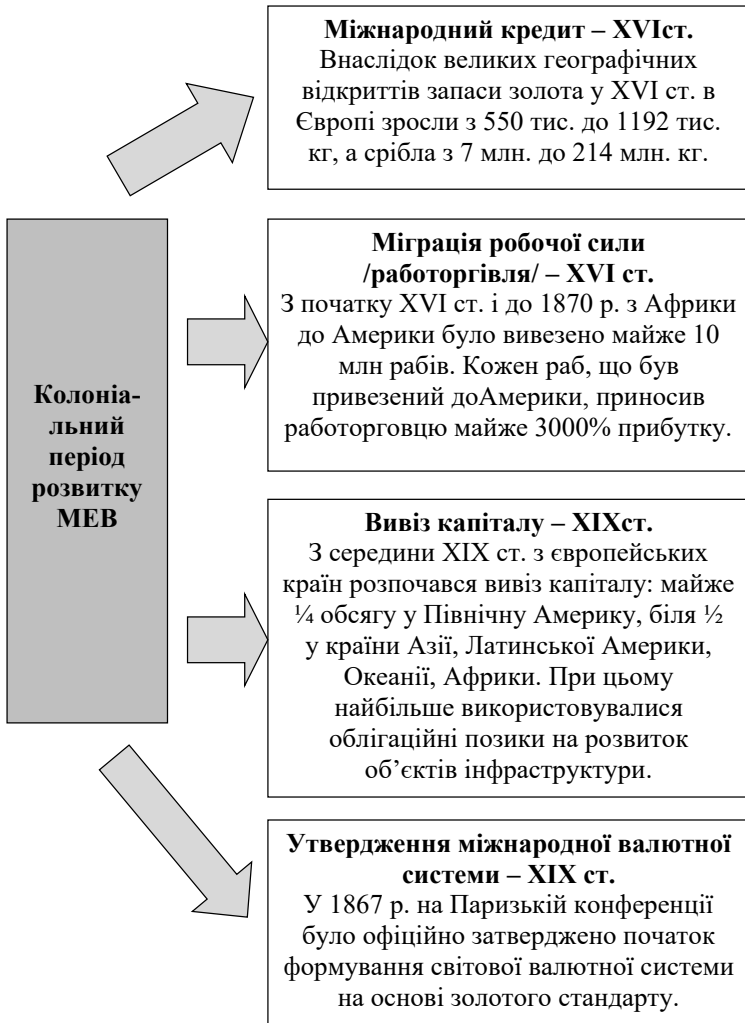 Міжнародний кредит – XVIст.
Внаслідок великих географічних
відкриттів запаси золота у XVI ст. в
Європі зросли з 550 тис. до 1192 тис.
кг, а срібла з 7 млн. до 214 млн. кг.
Міграція робочої сили
/работоргівля/ – XVI ст.
З початку XVI ст. і до 1870 р. з Африки
до Америки було вивезено майже 10
млн рабів. Кожен раб, що був
привезений доАмерики, приносив
работорговцю майже 3000% прибутку.
Колоніа-
льний
період
розвитку
МЕВ
Вивіз капіталу – XIXст.
З середини XIX ст. з європейських
країн розпочався вивіз капіталу: майже
¼ обсягу у Північну Америку, біля ½
у країни Азії, Латинської Америки,
Океанії, Африки. При цьому
найбільше використовувалися
облігаційні позики на розвиток
об’єктів інфраструктури.
Утвердження міжнародної валютної
системи – XIX ст.
У 1867 р. на Паризькій конференції
було офіційно затверджено початок
формування світової валютної системи
на основі золотого стандарту.